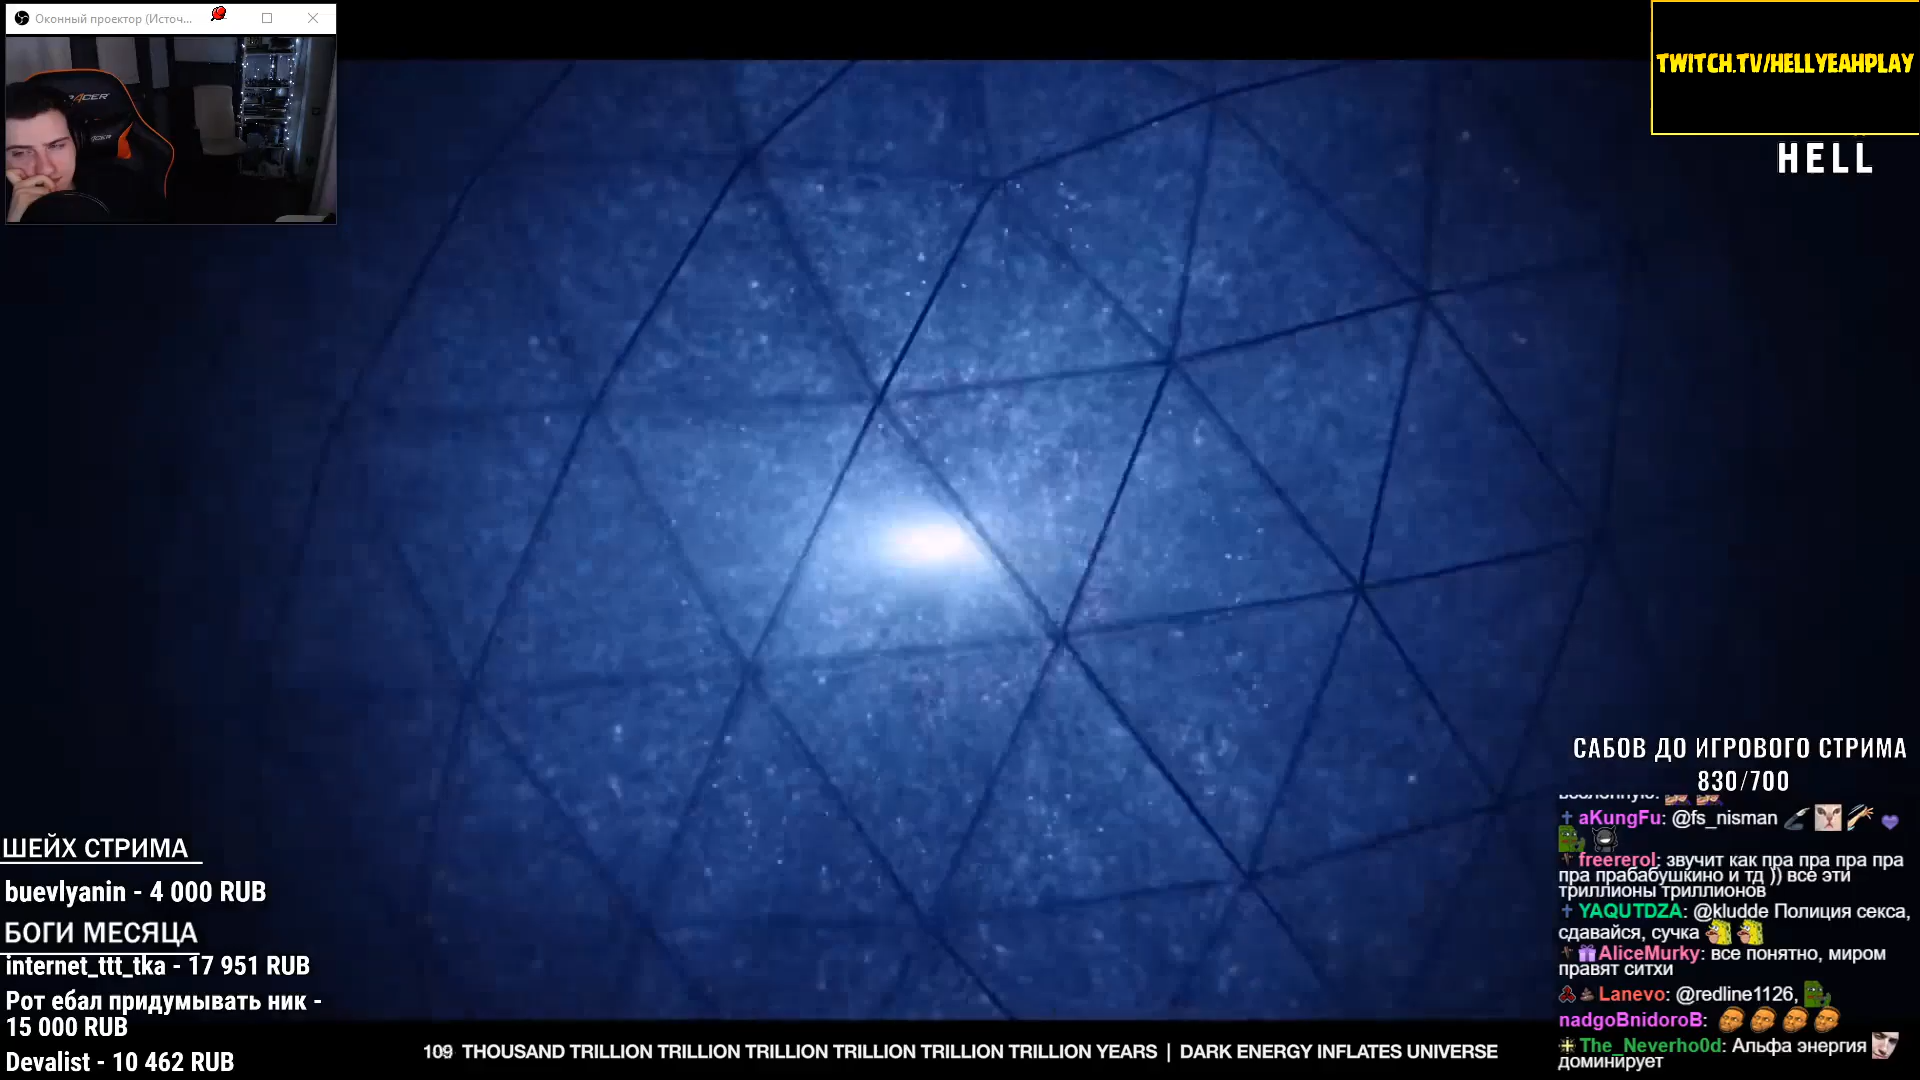 Оконный проектор (Источ...
TWITCH.TV/HELLYEAHPLAY
HELL
САБОВ ДО ИГРОВОГО СТРИМА
830/700
aKungFu: @fs_nisman
freererol: звучит как пра пра пра пра
пра прабабушкино и тд )) все эти
триллионы триллионов
YAQUTDZA: @kludde Полиция секса,
сдавайся, сучка
AliceMurky: все понятно, миром
правят ситхи
Lanevo: @redline1126,
nadgoBnidoroB:
The_Neverho0d: Альфа энергия
доминирует
ШЕЙХ СТРИМА
buevlyanin - 4 000 RUB
БОГИ МЕСЯЦА
internet_ttt_tka - 17 951 RUB
Рот ебал придумывать ник -
15 000 RUB
Devalist - 10 462 RUB
109 THOUSAND TRILLION TRILLION TRILLION TRILLION TRILLION TRILLION YEARS | DARK ENERGY INFLATES UNIVERSE